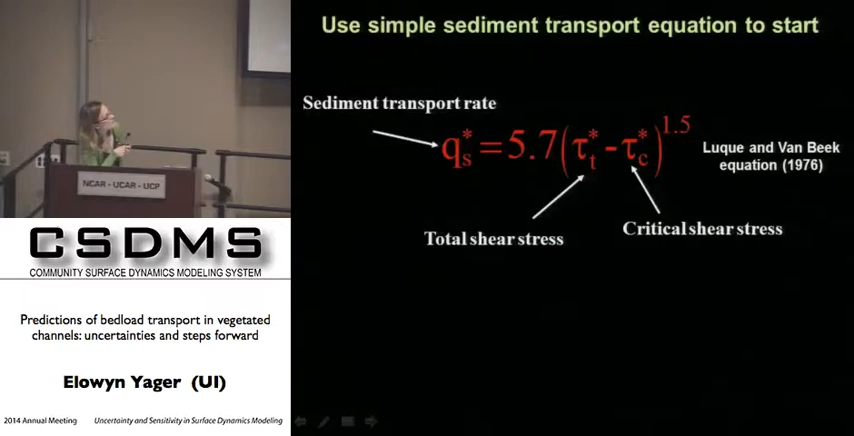 Use simple sediment transport equation to start
Sediment transport rate
q*s = 5.7(τ*t - τ*c)^1.5
Luque and Van Beek
equation (1976)
Total shear stress
Critical shear stress
NCAR - UCAR - UCP
CSDMS
COMMUNITY SURFACE DYNAMICS MODELING SYSTEM
Predictions of bedload transport in vegetated
channels: uncertainties and steps forward
Elowyn Yager (UI)
2014 Annual Meeting Uncertainty and Sensitivity in Surface Dynamics Modeling